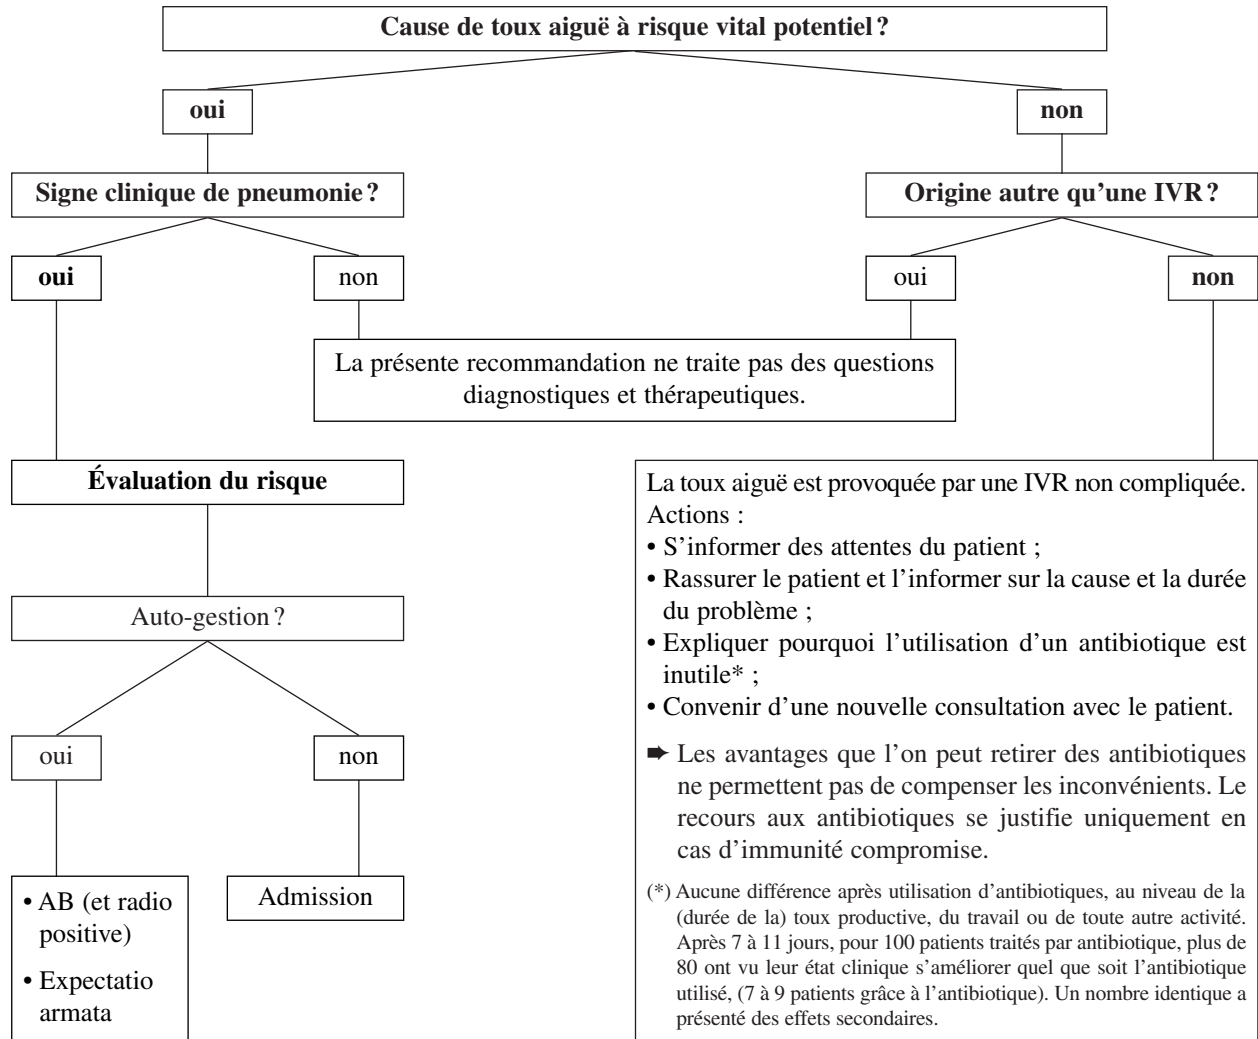 Cause de toux aiguë à risque vital potentiel ?
oui
non
Signe clinique de pneumonie ?
Origine autre qu’une IVR ?
oui
non
oui
non
La présente recommandation ne traite pas des questions
diagnostiques et thérapeutiques.
Évaluation du risque
Auto-gestion ?
oui
non
• AB (et radio
positive)
• Expectatio
armata
Admission
La toux aiguë est provoquée par une IVR non compliquée.
Actions :
• S’informer des attentes du patient ;
• Rassurer le patient et l’informer sur la cause et la durée
du problème ;
• Expliquer pourquoi l’utilisation d’un antibiotique est
inutile* ;
• Convenir d’une nouvelle consultation avec le patient.
➨ Les avantages que l’on peut retirer des antibiotiques
ne permettent pas de compenser les inconvénients. Le
recours aux antibiotiques se justifie uniquement en
cas d’immunité compromise.
(*) Aucune différence après utilisation d’antibiotiques, au niveau de la
(durée de la) toux productive, du travail ou de toute autre activité.
Après 7 à 11 jours, pour 100 patients traités par antibiotique, plus de
80 ont vu leur état clinique s’améliorer quel que soit l’antibiotique
utilisé, (7 à 9 patients grâce à l’antibiotique). Un nombre identique a
présenté des effets secondaires.